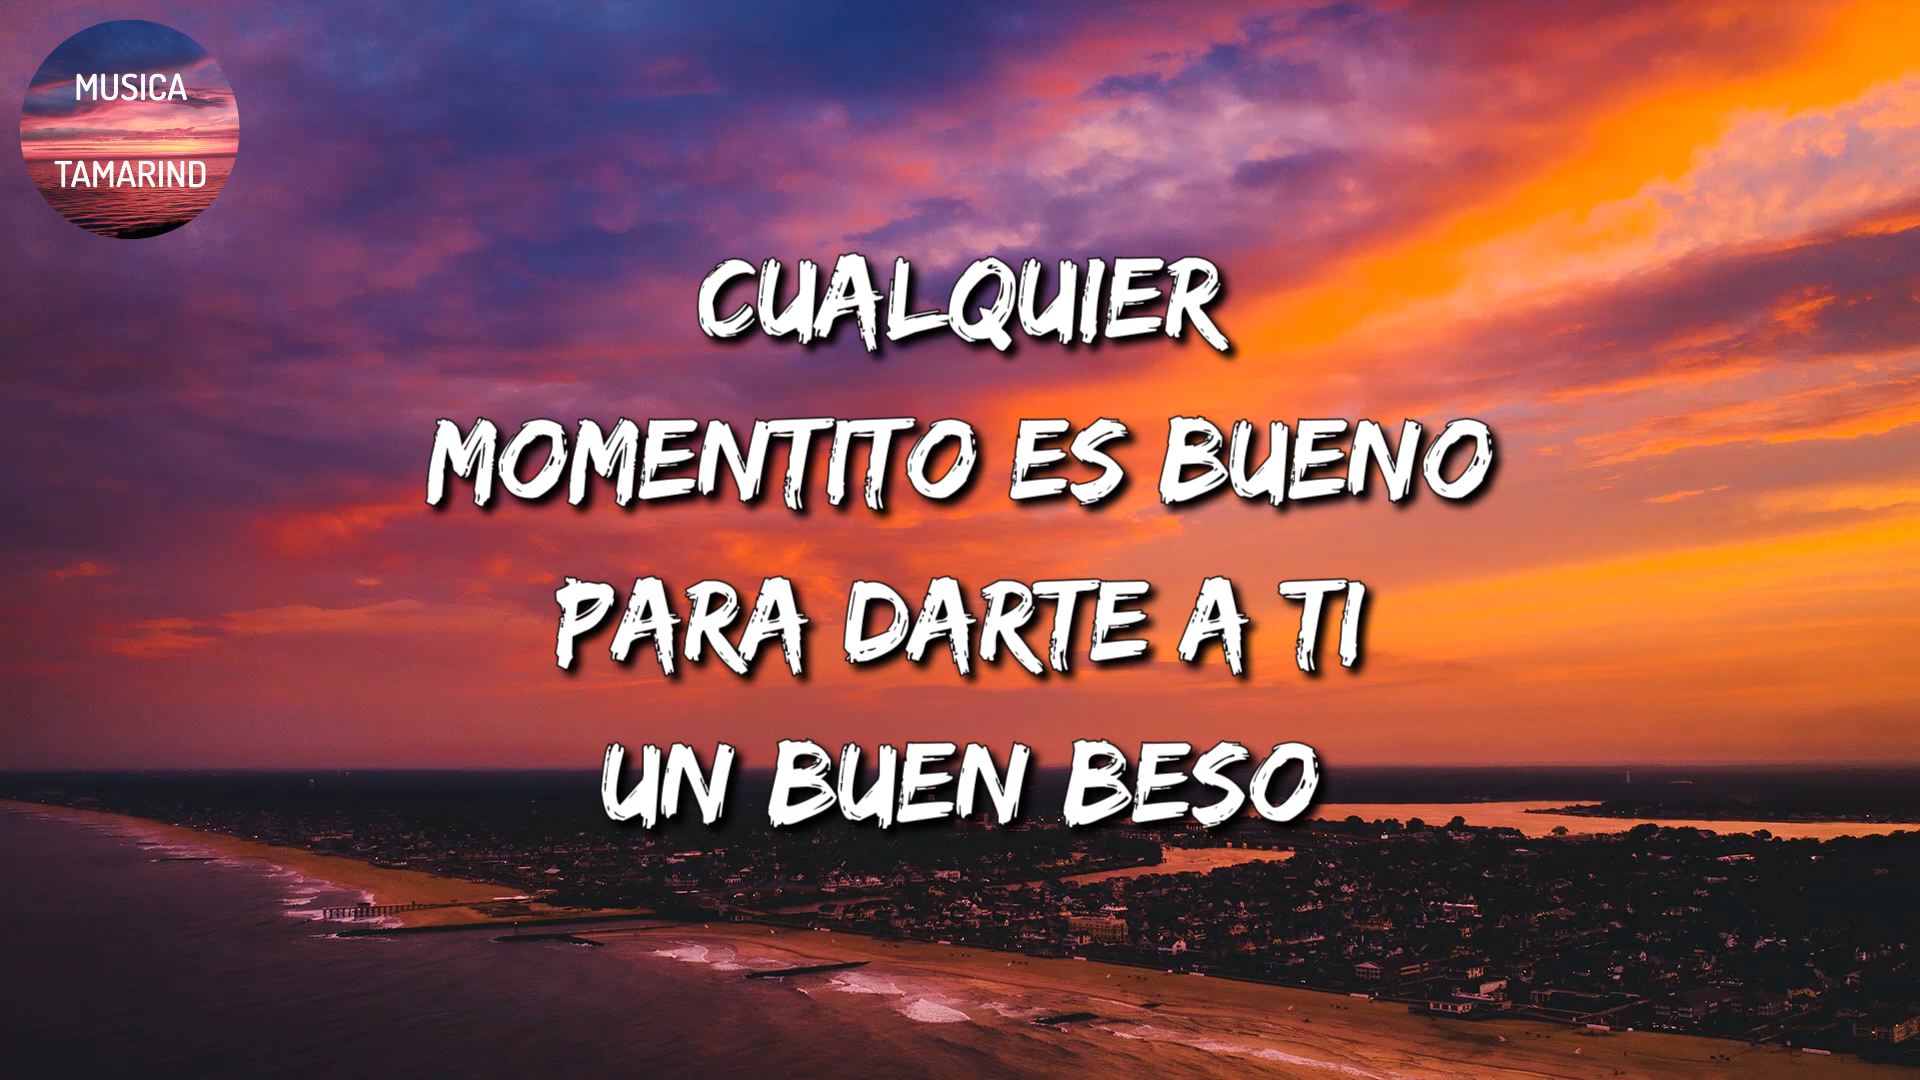 MUSICA
TAMARIND
CUALQUIER
MOMENTITO ES BUENO
PARA DARTE A TI
UN BUEN BESO